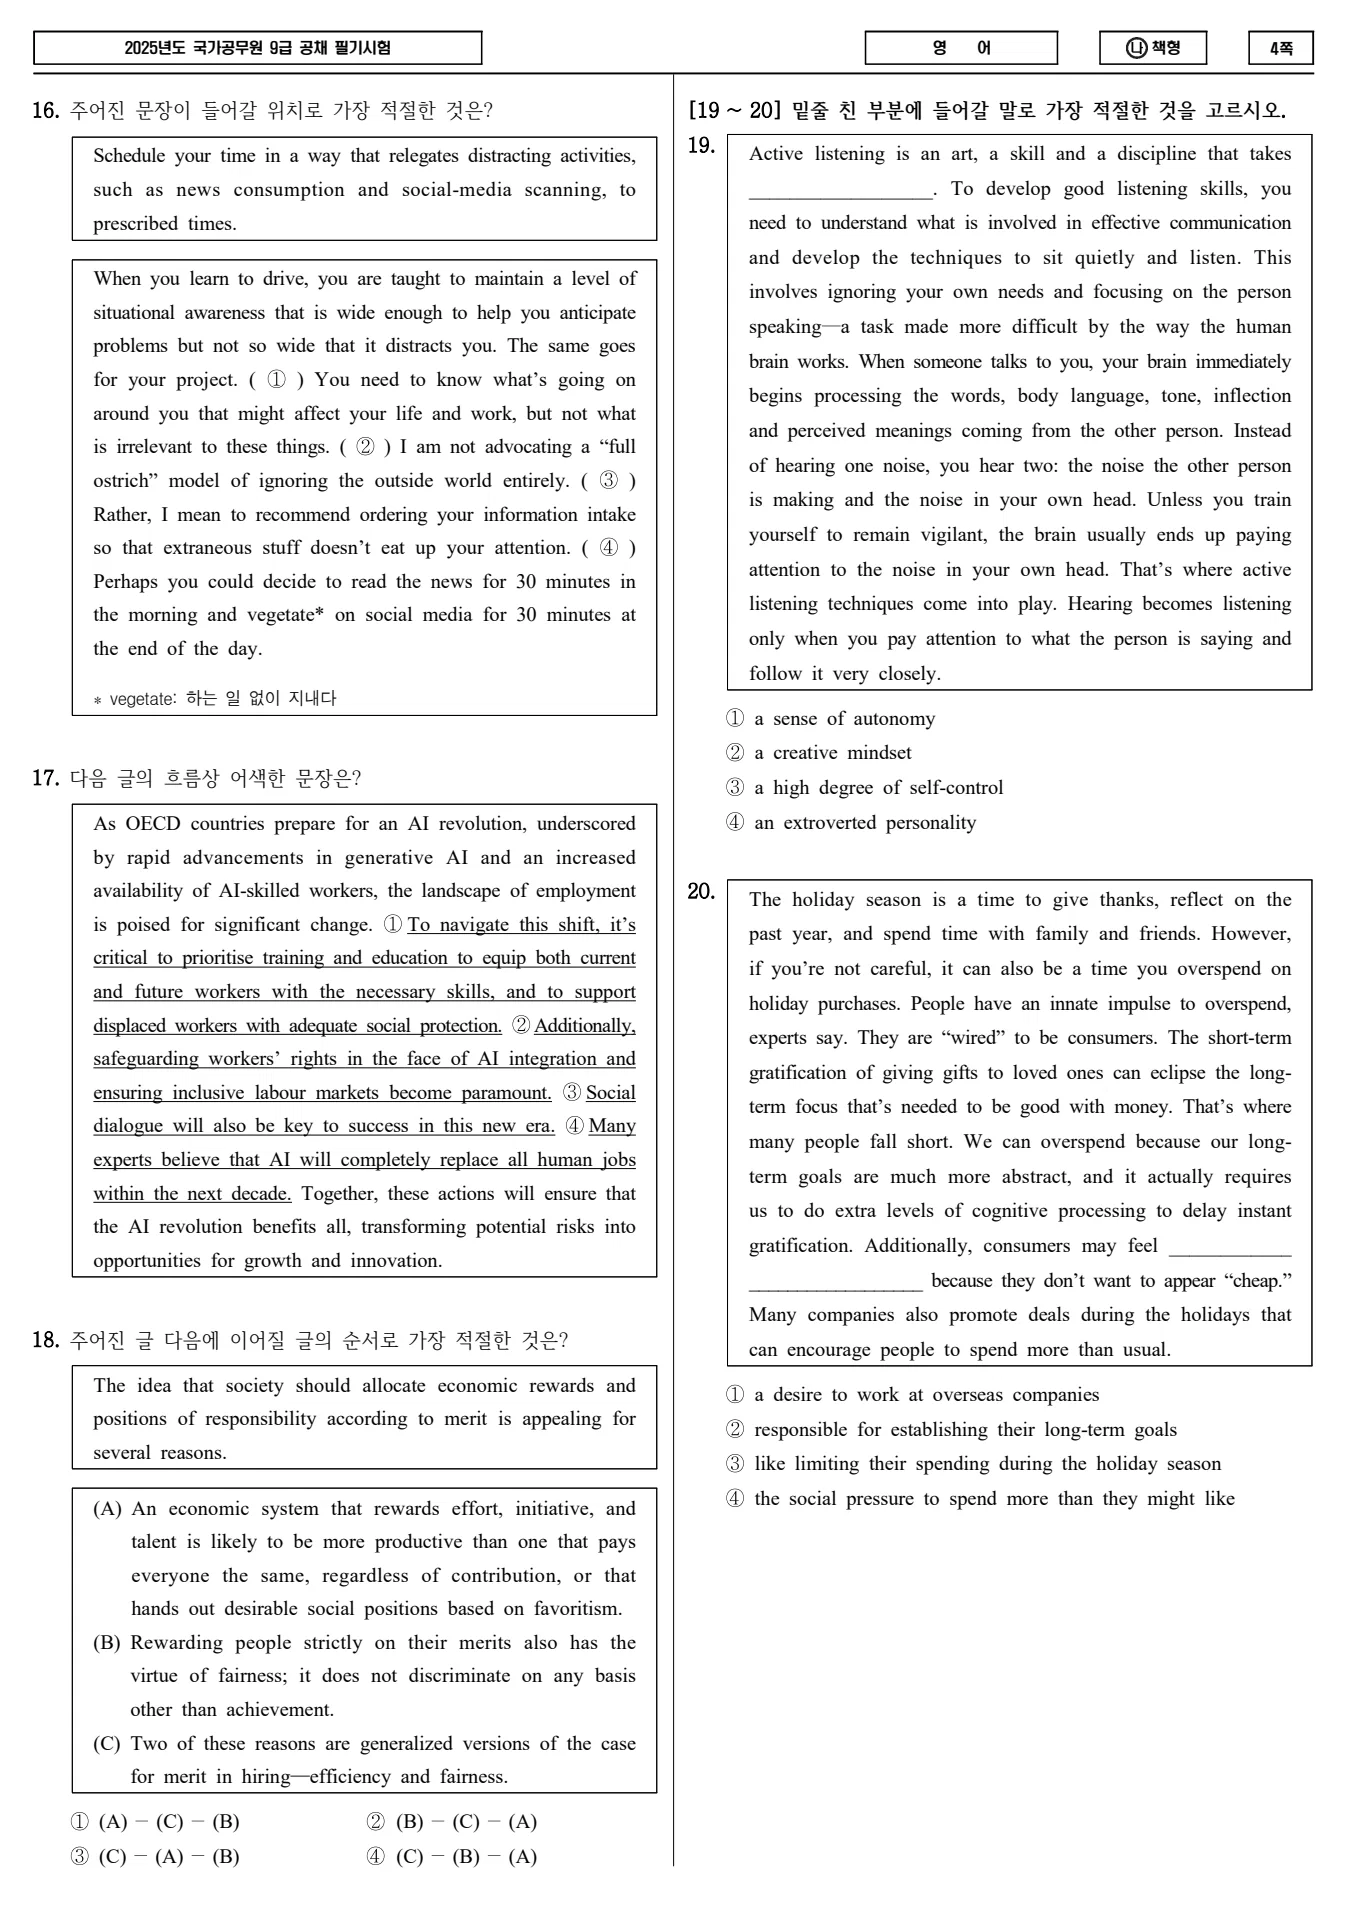 2025년도 국가공무원 9급 공채 필기시험
영 어
㉯ 책형
4쪽
16. 주어진 문장이 들어갈 위치로 가장 적절한 것은?
Schedule your time in a way that relegates distracting activities,
such as news consumption and social-media scanning, to
prescribed times.
When you learn to drive, you are taught to maintain a level of
situational awareness that is wide enough to help you anticipate
problems but not so wide that it distracts you. The same goes
for your project. ( ① ) You need to know what's going on
around you that might affect your life and work, but not what
is irrelevant to these things. ( ② ) I am not advocating a “full
ostrich” model of ignoring the outside world entirely. ( ③ )
Rather, I mean to recommend ordering your information intake
so that extraneous stuff doesn't eat up your attention. ( ④ )
Perhaps you could decide to read the news for 30 minutes in
the morning and vegetate* on social media for 30 minutes at
the end of the day.
* vegetate: 하는 일 없이 지내다
17. 다음 글의 흐름상 어색한 문장은?
As OECD countries prepare for an AI revolution, underscored
by rapid advancements in generative AI and an increased
availability of AI-skilled workers, the landscape of employment
is poised for significant change. ① To navigate this shift, it's
critical to prioritise training and education to equip both current
and future workers with the necessary skills, and to support
displaced workers with adequate social protection. ② Additionally,
safeguarding workers' rights in the face of AI integration and
ensuring inclusive labour markets become paramount. ③ Social
dialogue will also be key to success in this new era. ④ Many
experts believe that AI will completely replace all human jobs
within the next decade. Together, these actions will ensure that
the AI revolution benefits all, transforming potential risks into
opportunities for growth and innovation.
18. 주어진 글 다음에 이어질 글의 순서로 가장 적절한 것은?
The idea that society should allocate economic rewards and
positions of responsibility according to merit is appealing for
several reasons.
(A) An economic system that rewards effort, initiative, and
talent is likely to be more productive than one that pays
everyone the same, regardless of contribution, or that
hands out desirable social positions based on favoritism.
(B) Rewarding people strictly on their merits also has the
virtue of fairness; it does not discriminate on any basis
other than achievement.
(C) Two of these reasons are generalized versions of the case
for merit in hiring—efficiency and fairness.
① (A) － (C) － (B)
② (B) － (C) － (A)
③ (C) － (A) － (B)
④ (C) － (B) － (A)
[19 ~ 20] 밑줄 친 부분에 들어갈 말로 가장 적절한 것을 고르시오.
19. Active listening is an art, a skill and a discipline that takes
___________________. To develop good listening skills, you
need to understand what is involved in effective communication
and develop the techniques to sit quietly and listen. This
involves ignoring your own needs and focusing on the person
speaking—a task made more difficult by the way the human
brain works. When someone talks to you, your brain immediately
begins processing the words, body language, tone, inflection
and perceived meanings coming from the other person. Instead
of hearing one noise, you hear two: the noise the other person
is making and the noise in your own head. Unless you train
yourself to remain vigilant, the brain usually ends up paying
attention to the noise in your own head. That's where active
listening techniques come into play. Hearing becomes listening
only when you pay attention to what the person is saying and
follow it very closely.
① a sense of autonomy
② a creative mindset
③ a high degree of self-control
④ an extroverted personality
20. The holiday season is a time to give thanks, reflect on the
past year, and spend time with family and friends. However,
if you're not careful, it can also be a time you overspend on
holiday purchases. People have an innate impulse to overspend,
experts say. They are “wired” to be consumers. The short-term
gratification of giving gifts to loved ones can eclipse the long-
term focus that's needed to be good with money. That's where
many people fall short. We can overspend because our long-
term goals are much more abstract, and it actually requires
us to do extra levels of cognitive processing to delay instant
gratification. Additionally, consumers may feel ____________
_________________ because they don't want to appear “cheap.”
Many companies also promote deals during the holidays that
can encourage people to spend more than usual.
① a desire to work at overseas companies
② responsible for establishing their long-term goals
③ like limiting their spending during the holiday season
④ the social pressure to spend more than they might like